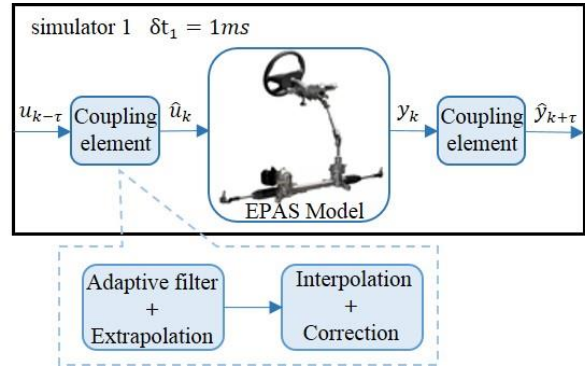 simulator 1 δt₁ = 1ms
u_{k−τ}
Coupling
element
û_k
EPAS Model
y_k
Coupling
element
ŷ_{k+τ}
Adaptive filter
+
Extrapolation
Interpolation
+
Correction